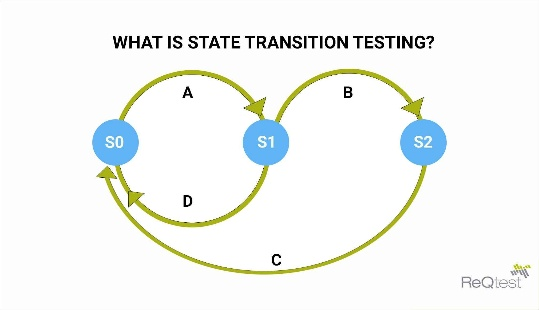 WHAT IS STATE TRANSITION TESTING?
A
B
S0
S1
S2
D
C
ReQtest